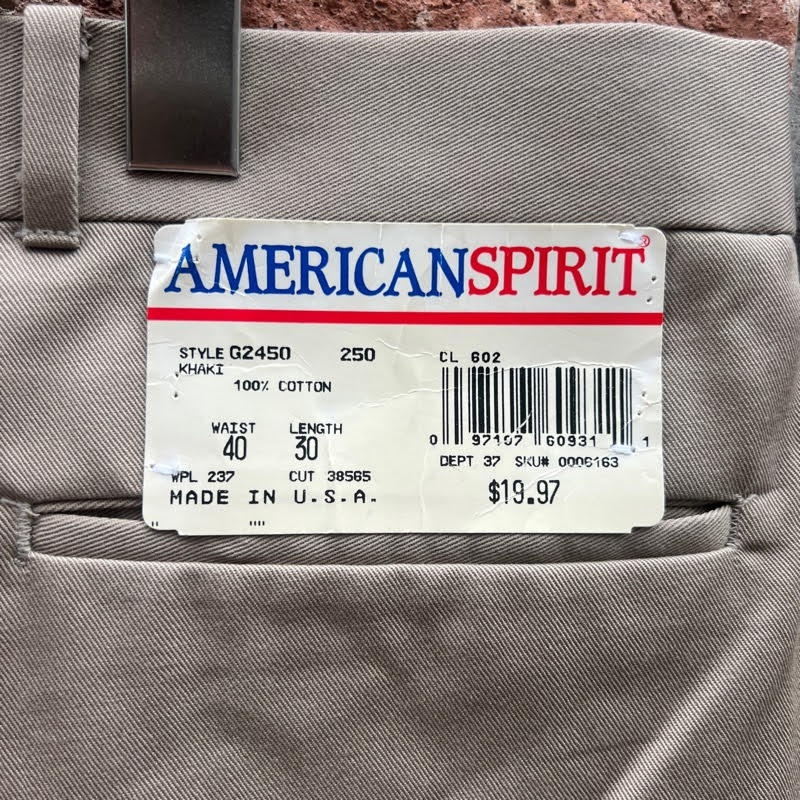 AMERICANSPIRIT®
STYLE G2450 250 CL 602
KHAKI
100% COTTON
WAIST LENGTH
40 30
0 97107 60931 1
DEPT 37 SKU# 0006163
WPL 237 CUT 38565
MADE IN U.S.A.
$19.97